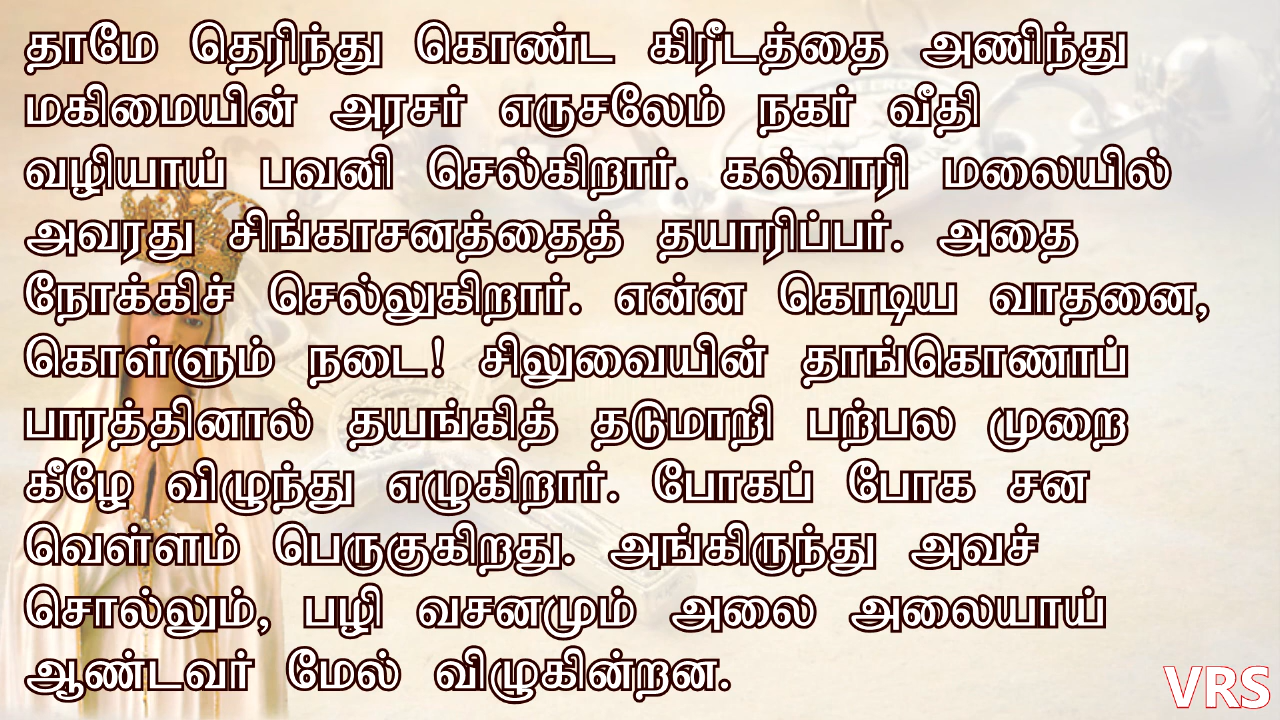 தாமே தெரிந்து கொண்ட கிரீடத்தை அணிந்து
மகிமையின் அரசர் எருசலேம் நகர் வீதி
வழியாய் பவனி செல்கிறார். கல்வாரி மலையில்
அவரது சிங்காசனத்தைத் தயாரிப்பர். அதை
நோக்கிச் செல்லுகிறார். என்ன கொடிய வாதனை,
கொள்ளும் நடை! சிலுவையின் தாங்கொணாப்
பாரத்தினால் தயங்கித் தடுமாறி பற்பல முறை
கீழே விழுந்து எழுகிறார். போகப் போக சன
வெள்ளம் பெருகுகிறது. அங்கிருந்து அவச்
சொல்லும், பழி வசனமும் அலை அலையாய்
ஆண்டவர் மேல் விழுகின்றன.
VRS